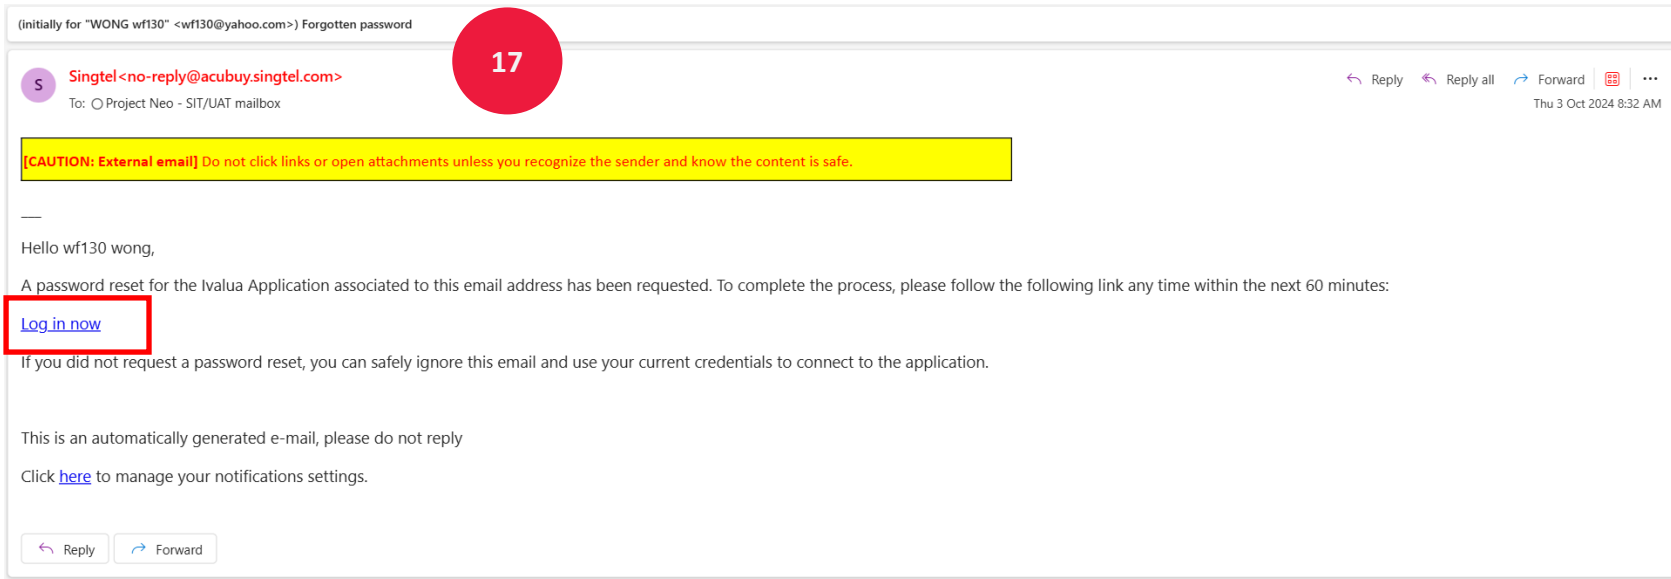 (initially for "WONG wf130" <wf130@yahoo.com>) Forgotten password
17
S
Singtel<no-reply@acubuy.singtel.com>
To: Project Neo - SIT/UAT mailbox
Reply Reply all Forward
Thu 3 Oct 2024 8:32 AM
[CAUTION: External email] Do not click links or open attachments unless you recognize the sender and know the content is safe.
Hello wf130 wong,
A password reset for the Ivalua Application associated to this email address has been requested. To complete the process, please follow the following link any time within the next 60 minutes:
Log in now
If you did not request a password reset, you can safely ignore this email and use your current credentials to connect to the application.
This is an automatically generated e-mail, please do not reply
Click here to manage your notifications settings.
Reply Forward